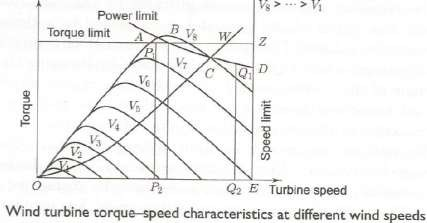 V8 > ··· > V1
Power limit
Torque limit
A
B
V8
W
Z
P1
V7
C
Q1
D
V6
V5
V4
V3
V2
V1
Torque
Speed limit
O
P2
Q2
E
Turbine speed
Wind turbine torque–speed characteristics at different wind speeds